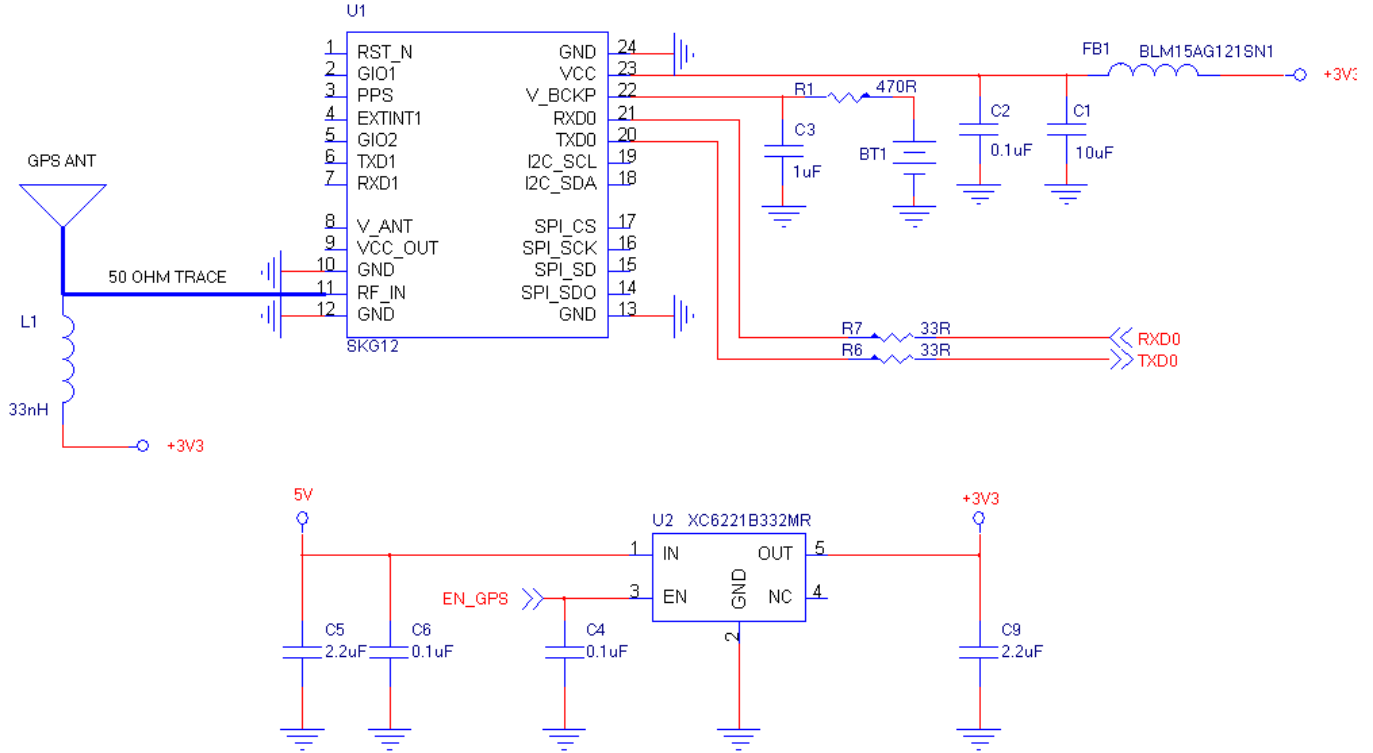 U1
1 RST_N GND 24
2 GIO1 VCC 23
3 PPS V_BCKP 22
4 EXTINT1 RXD0 21
5 GIO2 TXD0 20
6 TXD1 I2C_SCL 19
7 RXD1 I2C_SDA 18
8 V_ANT SPI_CS 17
9 VCC_OUT SPI_SCK 16
10 GND SPI_SD 15
11 RF_IN SPI_SDO 14
12 GND GND 13
SKG12
FB1 BLM15AG121SN1
+3V3
R1 470R
C3
1uF
BT1
C2
0.1uF
C1
10uF
GPS ANT
50 OHM TRACE
L1
33nH
+3V3
R7 33R
RXD0
R6 33R
TXD0
5V
U2 XC6221B332MR
+3V3
1 IN OUT 5
EN_GPS
3 EN NC 4
GND
2
C5
2.2uF
C6
0.1uF
C4
0.1uF
C9
2.2uF